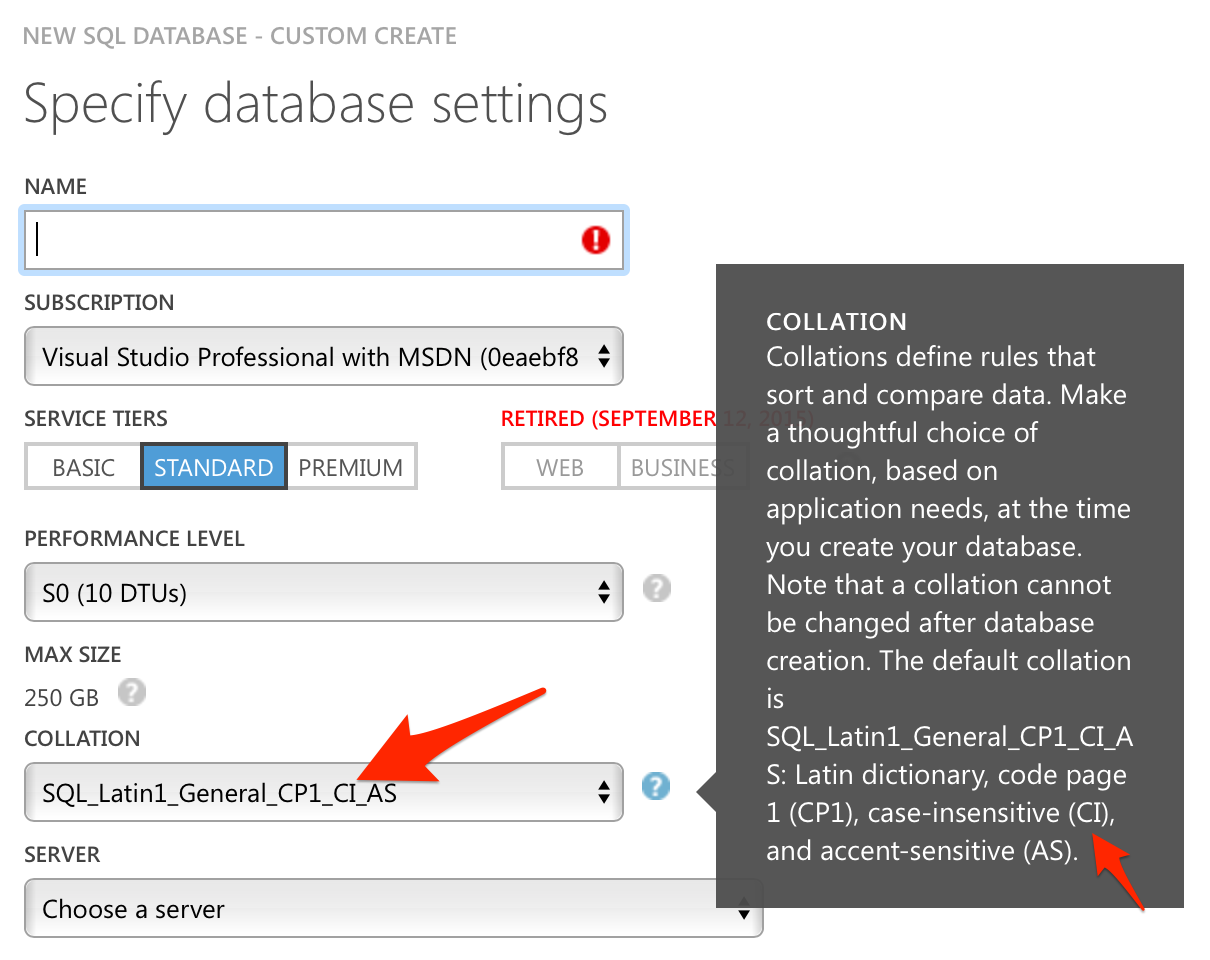 NEW SQL DATABASE - CUSTOM CREATE
Specify database settings
NAME
SUBSCRIPTION
Visual Studio Professional with MSDN (0eaebf8
SERVICE TIERS
RETIRED (SEPTEMBER 12, 2015)
BASIC STANDARD PREMIUM
WEB BUSINESS
PERFORMANCE LEVEL
S0 (10 DTUs)
?
MAX SIZE
250 GB ?
COLLATION
SQL_Latin1_General_CP1_CI_AS
?
SERVER
Choose a server
COLLATION
Collations define rules that
sort and compare data. Make
a thoughtful choice of
collation, based on
application needs, at the time
you create your database.
Note that a collation cannot
be changed after database
creation. The default collation
is
SQL_Latin1_General_CP1_CI_A
S: Latin dictionary, code page
1 (CP1), case-insensitive (CI),
and accent-sensitive (AS).